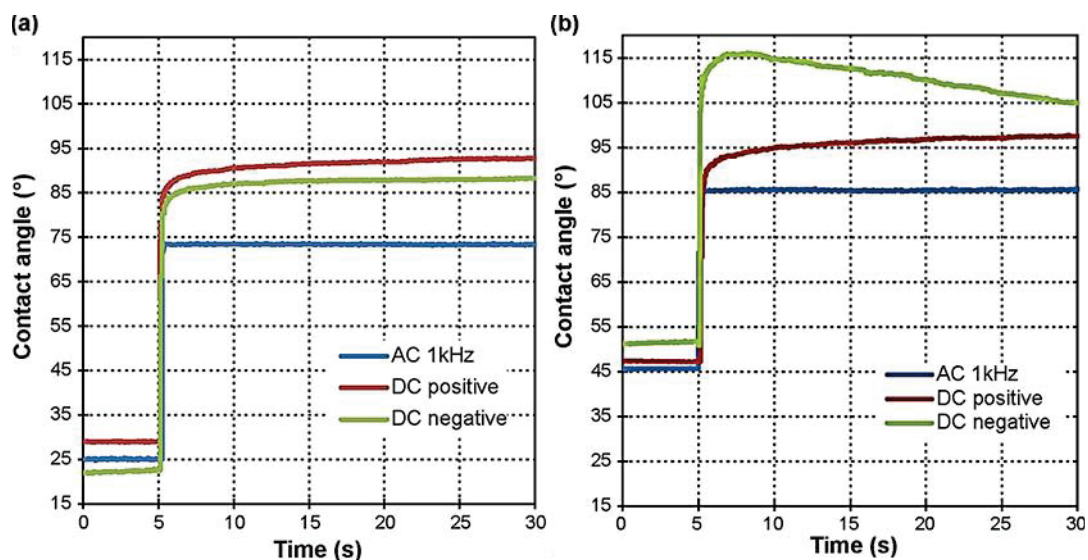 (a)
Contact angle (°)
115
105
95
85
75
65
55
45
35
25
15
AC 1kHz
DC positive
DC negative
0 5 10 15 20 25 30
Time (s)
(b)
Contact angle (°)
115
105
95
85
75
65
55
45
35
25
15
AC 1kHz
DC positive
DC negative
0 5 10 15 20 25 30
Time (s)